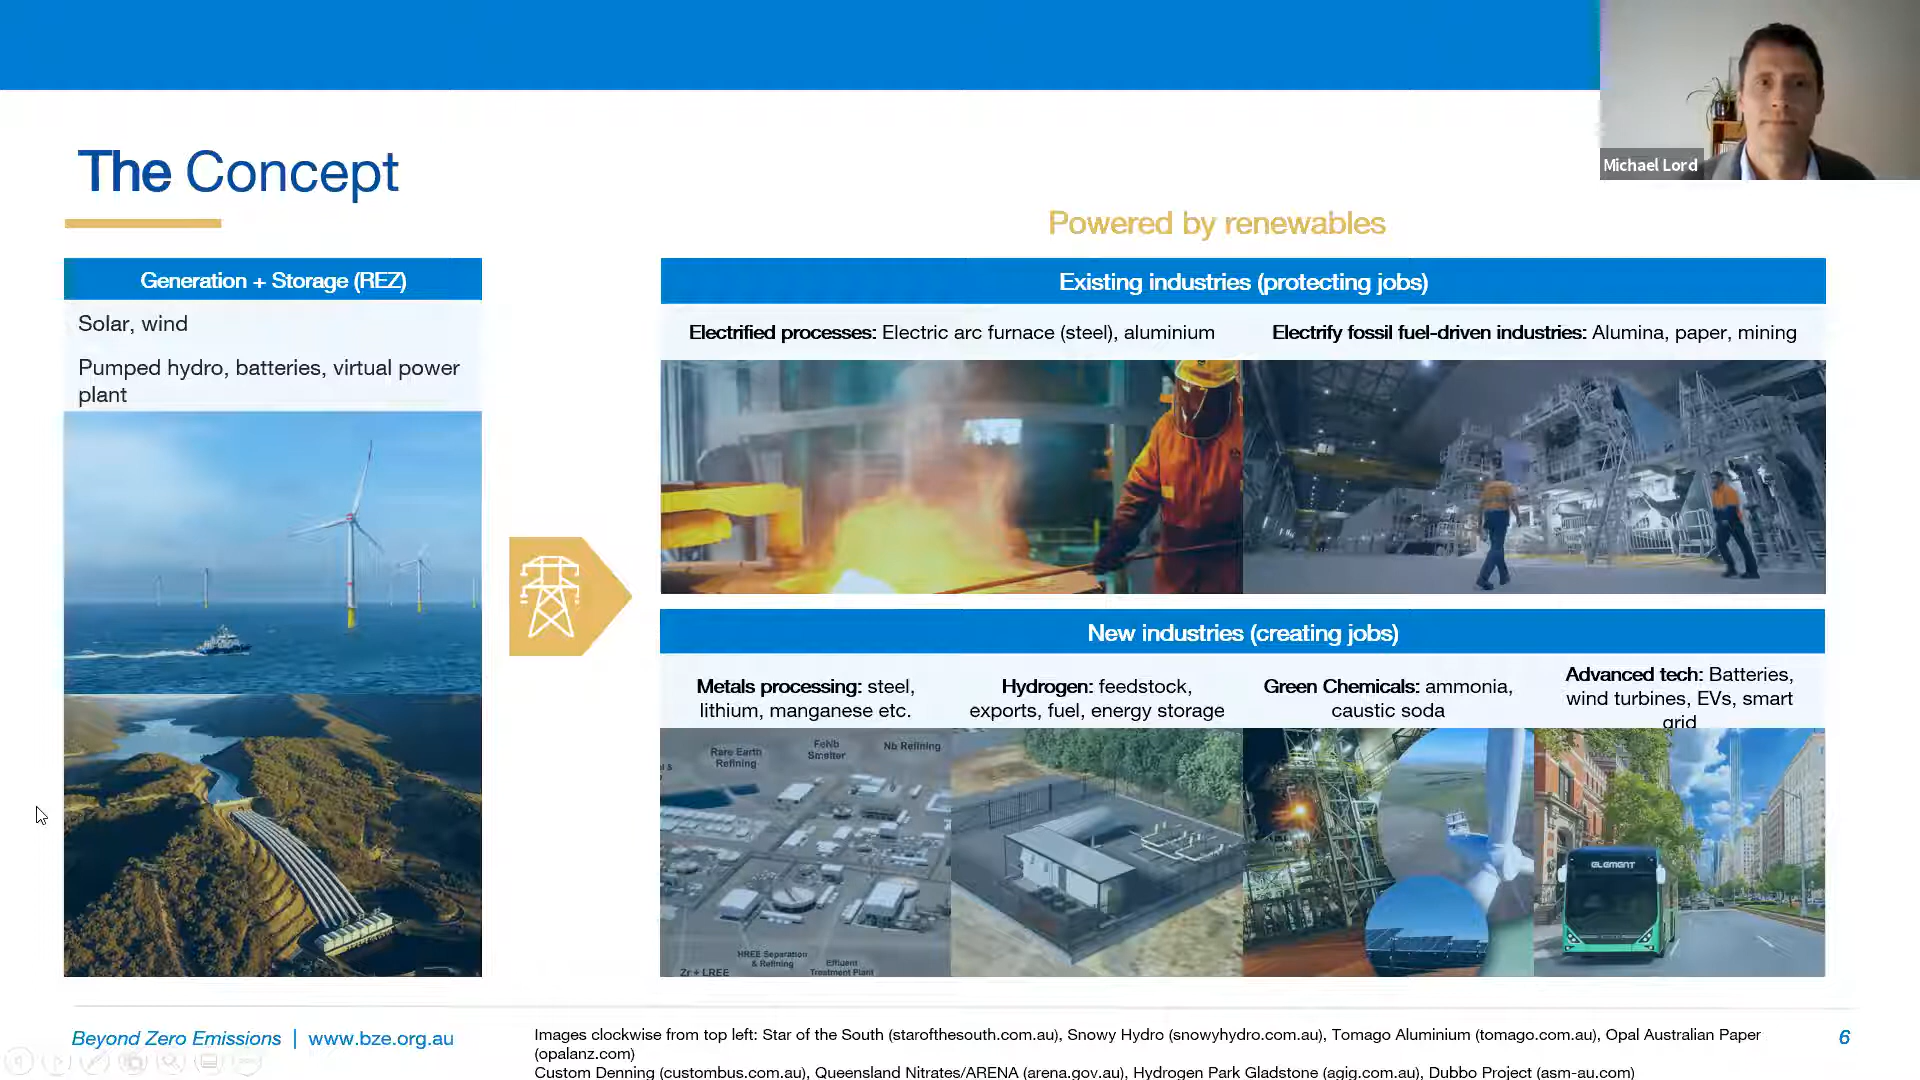 Michael Lord
The Concept
Powered by renewables
Generation + Storage (REZ)
Solar, wind
Pumped hydro, batteries, virtual power
plant
Existing industries (protecting jobs)
Electrified processes: Electric arc furnace (steel), aluminium
Electrify fossil fuel-driven industries: Alumina, paper, mining
New industries (creating jobs)
Metals processing: steel,
lithium, manganese etc.
Hydrogen: feedstock,
exports, fuel, energy storage
Green Chemicals: ammonia,
caustic soda
Advanced tech: Batteries,
wind turbines, EVs, smart
grid
Rare Earth
Refining
FeNb
Smelter
Nb Refining
HREE Separation
& Refining
Effluent
Treatment Plant
Zr + LREE
ELEMENT
Beyond Zero Emissions | www.bze.org.au
Images clockwise from top left: Star of the South (starofthesouth.com.au), Snowy Hydro (snowyhydro.com.au), Tomago Aluminium (tomago.com.au), Opal Australian Paper
(opalanz.com)
Custom Denning (custombus.com.au), Queensland Nitrates/ARENA (arena.gov.au), Hydrogen Park Gladstone (agig.com.au), Dubbo Project (asm-au.com)
6